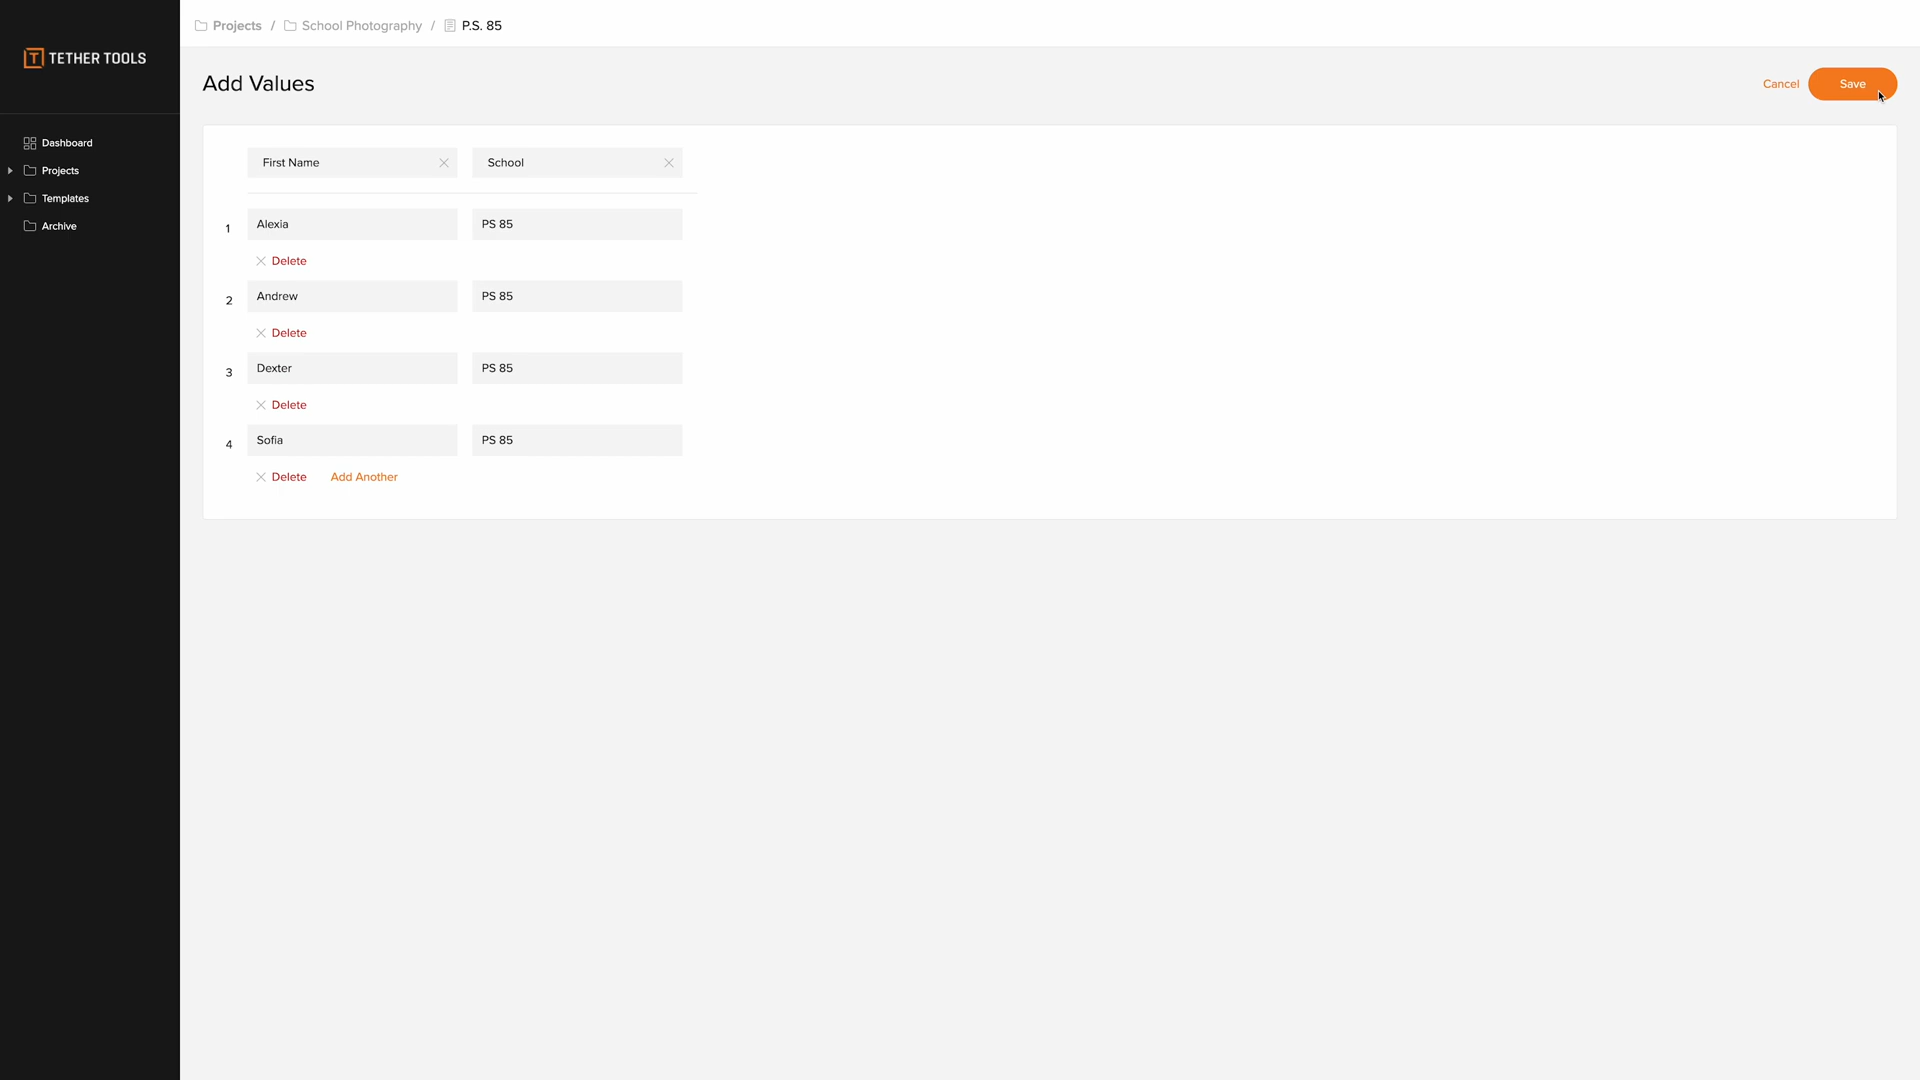 Projects / School Photography / P.S. 85
TETHER TOOLS
Add Values
Cancel
Save
Dashboard
Projects
Templates
Archive
First Name
School
1
Alexia
PS 85
Delete
2
Andrew
PS 85
Delete
3
Dexter
PS 85
Delete
4
Sofia
PS 85
Delete
Add Another